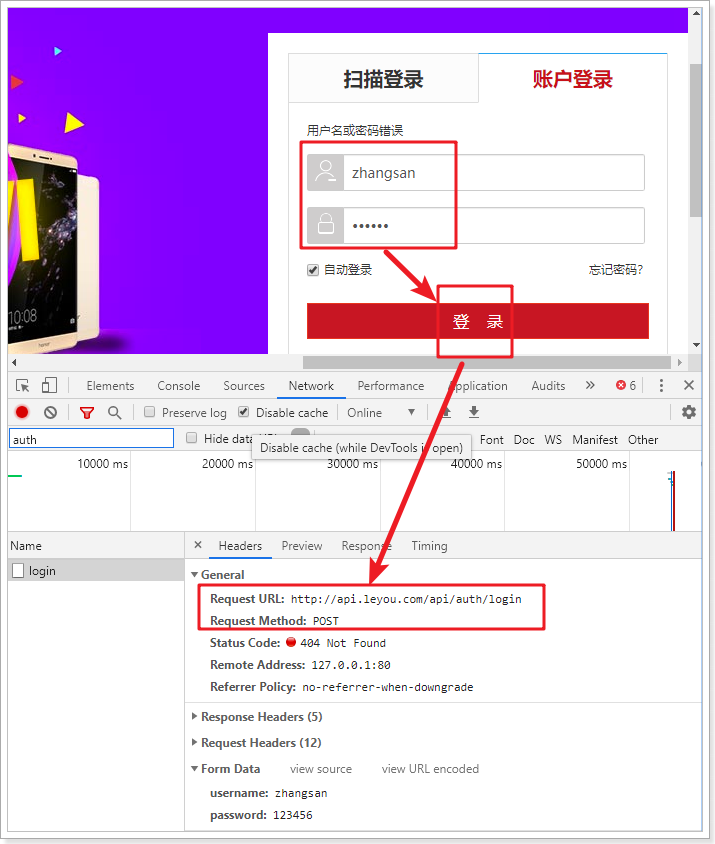 扫描登录
账户登录
用户名或密码错误
zhangsan
••••••
自动登录
忘记密码?
登 录
08
Elements Console Sources Network Performance Application Audits 6
Preserve log Disable cache Online
auth
Hide data
Font Doc WS Manifest Other
Disable cache (while DevTools is open)
10000 ms 20000 ms 30000 ms 40000 ms 50000 ms
Name
Headers Preview Response Timing
login
General
Request URL: http://api.leyou.com/api/auth/login
Request Method: POST
Status Code: 404 Not Found
Remote Address: 127.0.0.1:80
Referrer Policy: no-referrer-when-downgrade
Response Headers (5)
Request Headers (12)
Form Data view source view URL encoded
username: zhangsan
password: 123456